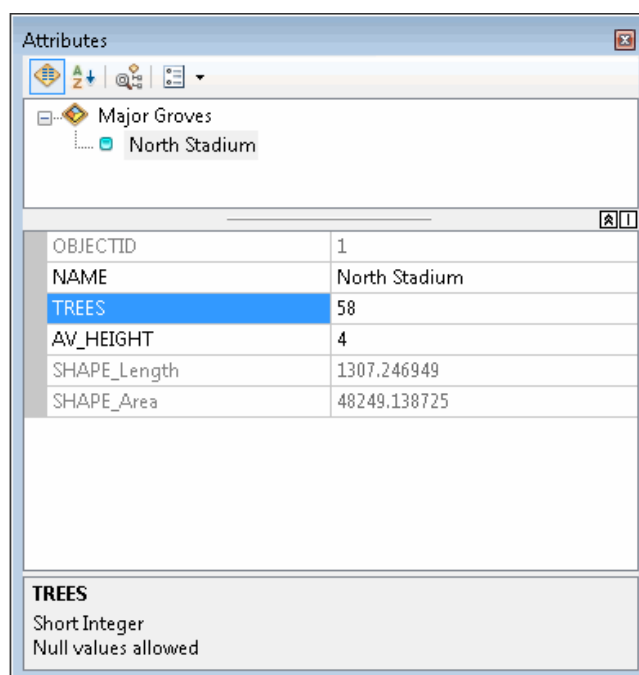 Attributes
Major Groves
North Stadium
OBJECTID 1
NAME North Stadium
TREES 58
AV_HEIGHT 4
SHAPE_Length 1307.246949
SHAPE_Area 48249.138725
TREES
Short Integer
Null values allowed